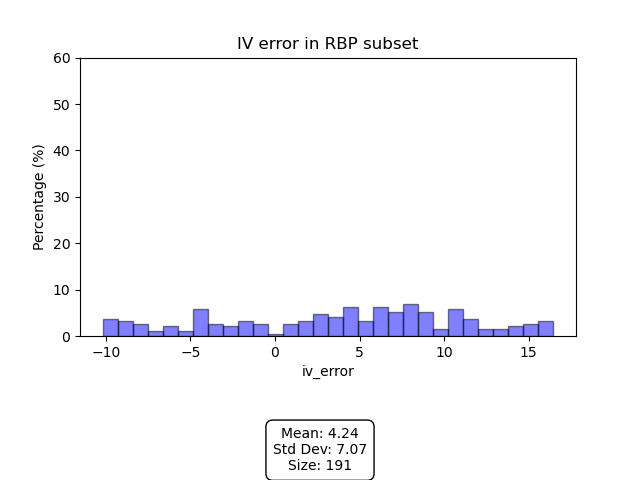 IV error in RBP subset
60
50
40
30
20
10
0
Percentage (%)
−10
−5
0
5
10
15
iv_error
Mean: 4.24
Std Dev: 7.07
Size: 191